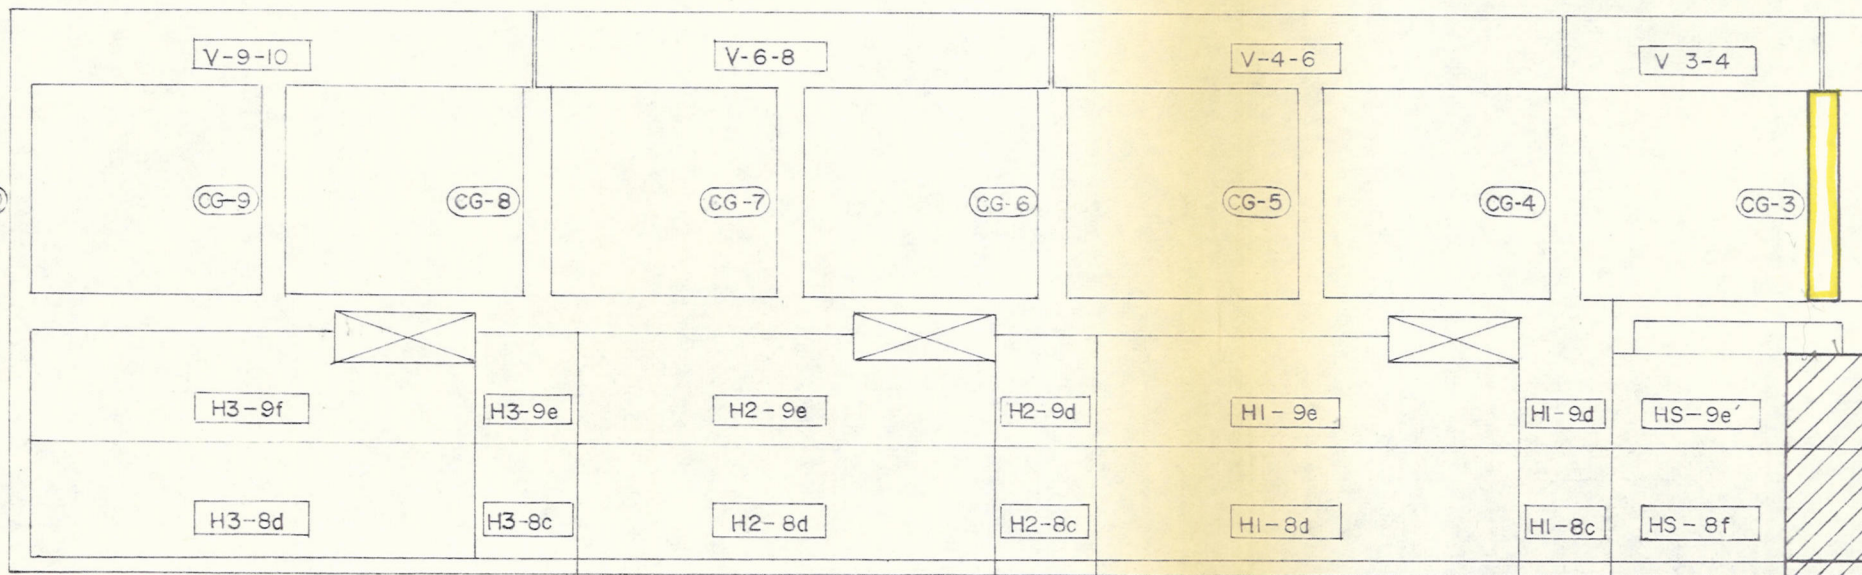 V-9-10
V-6-8
V-4-6
V 3-4
CG-9
CG-8
CG-7
CG-6
CG-5
CG-4
CG-3
H3-9f
H3-9e
H2-9e
H2-9d
H1-9e
H1-9d
HS-9e′
H3-8d
H3-8c
H2-8d
H2-8c
H1-8d
H1-8c
HS-8f